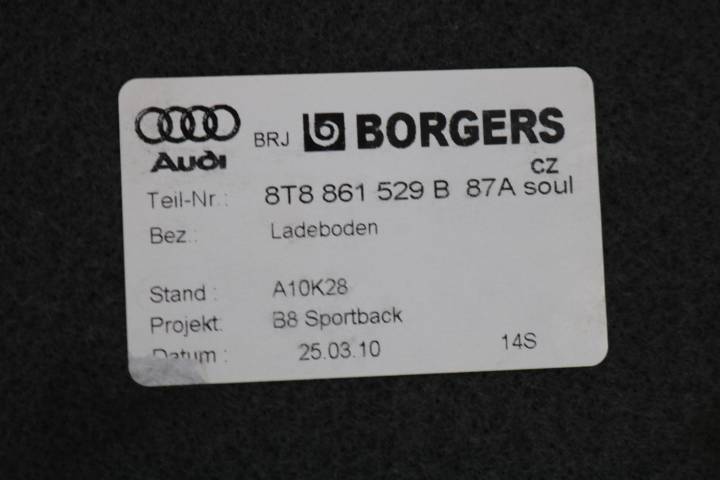 Audi BRJ BORGERS
CZ
Teil-Nr.: 8T8 861 529 B 87A soul
Bez.: Ladeboden
Stand : A10K28
Projekt: B8 Sportback
Datum : 25.03.10 14S